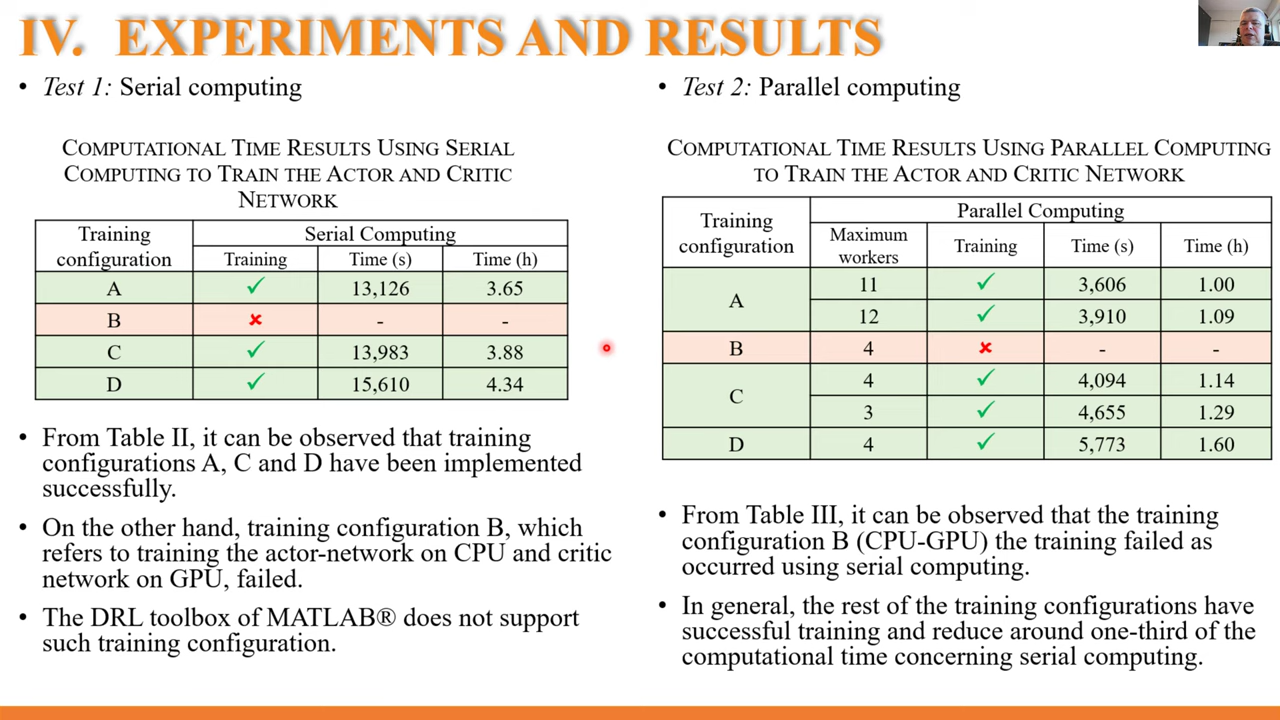 IV. EXPERIMENTS AND RESULTS
• Test 1: Serial computing
COMPUTATIONAL TIME RESULTS USING SERIAL
COMPUTING TO TRAIN THE ACTOR AND CRITIC
NETWORK
Training configuration | Serial Computing
Training | Time (s) | Time (h)
A | ✓ | 13,126 | 3.65
B | ✗ | - | -
C | ✓ | 13,983 | 3.88
D | ✓ | 15,610 | 4.34
• From Table II, it can be observed that training
configurations A, C and D have been implemented
successfully.
• On the other hand, training configuration B, which
refers to training the actor-network on CPU and critic
network on GPU, failed.
• The DRL toolbox of MATLAB® does not support
such training configuration.
• Test 2: Parallel computing
COMPUTATIONAL TIME RESULTS USING PARALLEL COMPUTING
TO TRAIN THE ACTOR AND CRITIC NETWORK
Training configuration | Parallel Computing
Maximum workers | Training | Time (s) | Time (h)
A | 11 | ✓ | 3,606 | 1.00
12 | ✓ | 3,910 | 1.09
B | 4 | ✗ | - | -
C | 4 | ✓ | 4,094 | 1.14
3 | ✓ | 4,655 | 1.29
D | 4 | ✓ | 5,773 | 1.60
• From Table III, it can be observed that the training
configuration B (CPU-GPU) the training failed as
occurred using serial computing.
• In general, the rest of the training configurations have
successful training and reduce around one-third of the
computational time concerning serial computing.